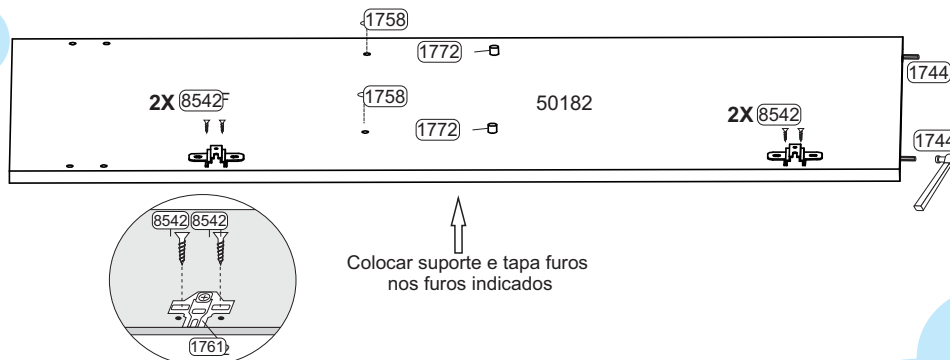 1758
1772
1744
2X 8542
1758
50182
2X 8542
1772
1744
8542 8542
Colocar suporte e tapa furos
nos furos indicados
1761